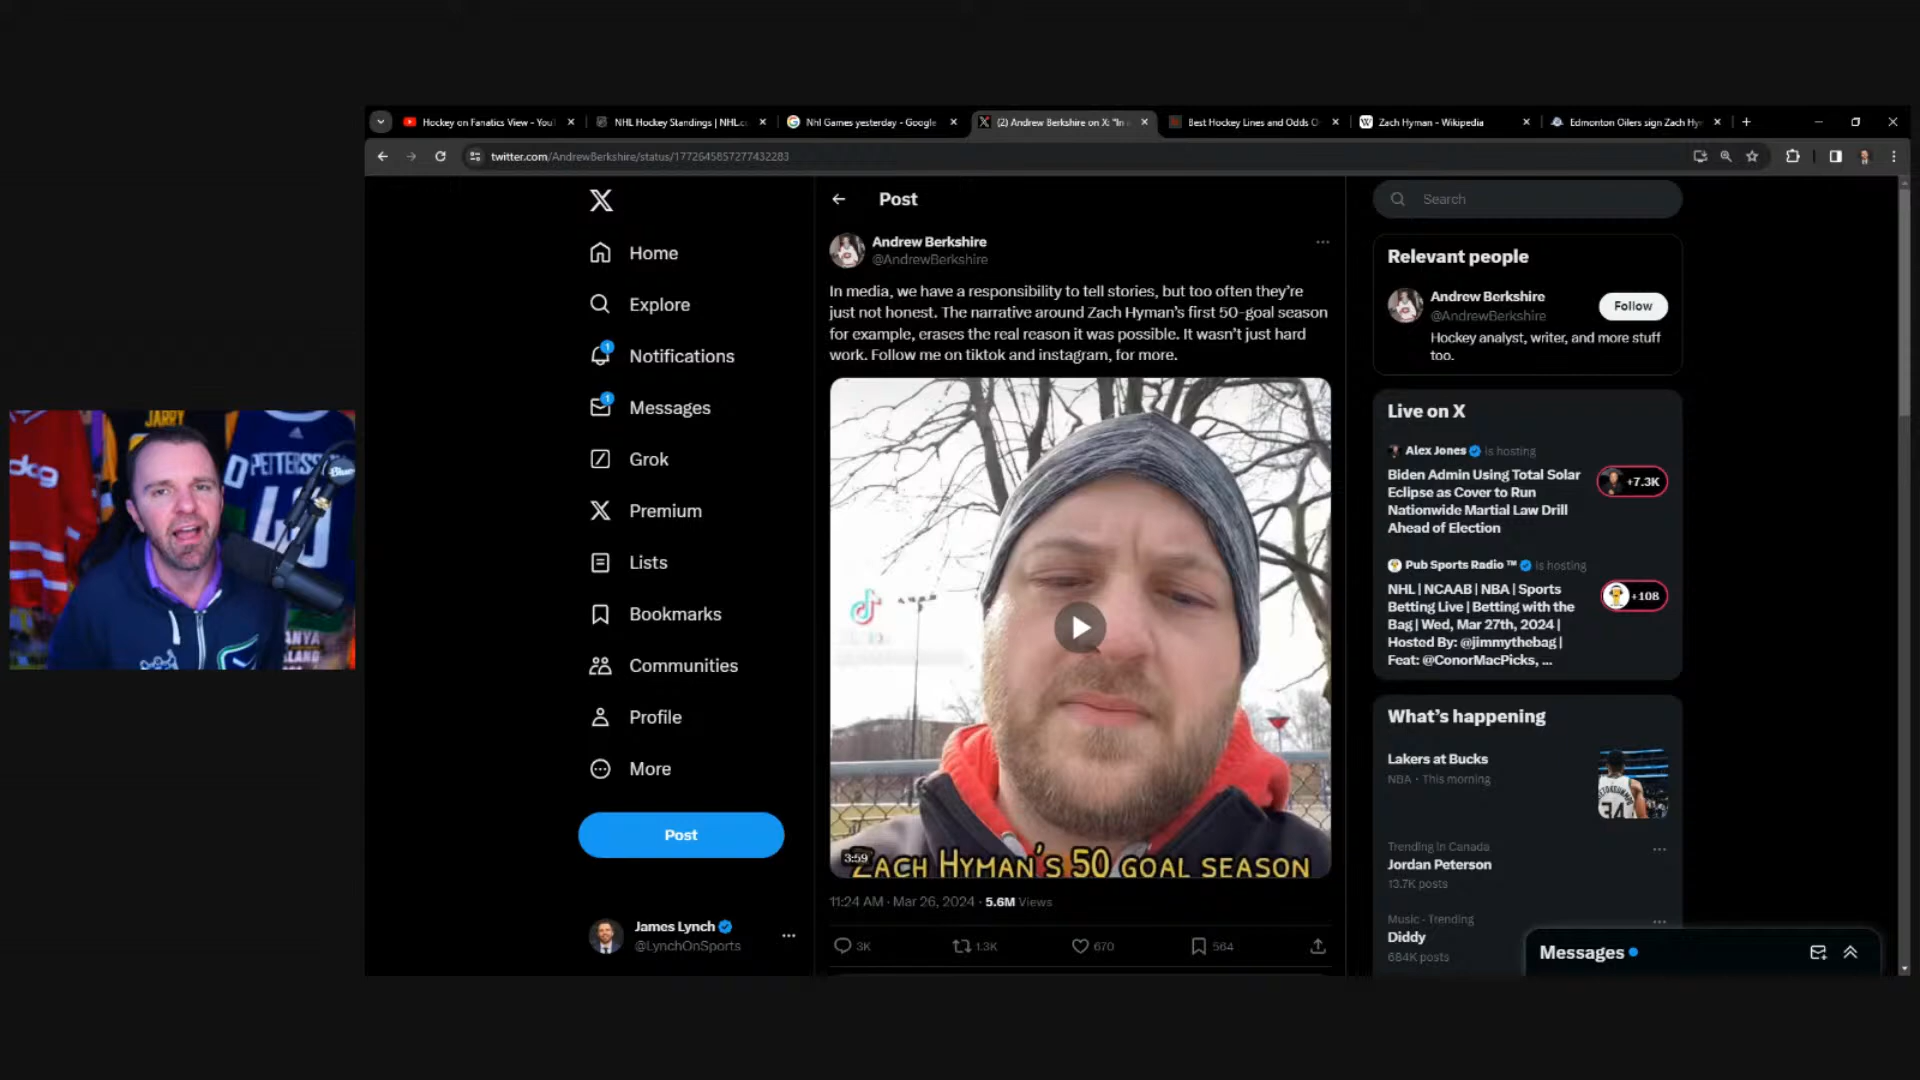 Hockey on Fanatics View - You
NHL Hockey Standings | NHL.c
Nhl Games yesterday - Google
(2) Andrew Berkshire on X: "In
Best Hockey Lines and Odds O
Zach Hyman - Wikipedia
Edmonton Oilers sign Zach Hy
twitter.com/AndrewBerkshire/status/1772645857277432283
Home
Explore
1
Notifications
1
Messages
Grok
Premium
Lists
Bookmarks
Communities
Profile
More
Post
James Lynch
@LynchOnSports
Post
Andrew Berkshire
@AndrewBerkshire
In media, we have a responsibility to tell stories, but too often they're
just not honest. The narrative around Zach Hyman's first 50-goal season
for example, erases the real reason it was possible. It wasn't just hard
work. Follow me on tiktok and instagram, for more.
3:59
ZACH HYMAN'S 50 GOAL SEASON
11:24 AM · Mar 26, 2024 · 5.6M Views
3K
1.3K
670
564
Search
Relevant people
Andrew Berkshire
@AndrewBerkshire
Follow
Hockey analyst, writer, and more stuff
too.
Live on X
Alex Jones is hosting
Biden Admin Using Total Solar
Eclipse as Cover to Run
Nationwide Martial Law Drill
Ahead of Election
+7.3K
Pub Sports Radio ™ is hosting
NHL | NCAAB | NBA | Sports
Betting Live | Betting with the
Bag | Wed, Mar 27th, 2024 |
Hosted By: @jimmythebag |
Feat: @ConorMacPicks, ...
+108
What's happening
Lakers at Bucks
NBA · This morning
34
Trending in Canada
Jordan Peterson
13.7K posts
Music · Trending
Diddy
684K posts
Messages
JARRY
PETTERSS
40